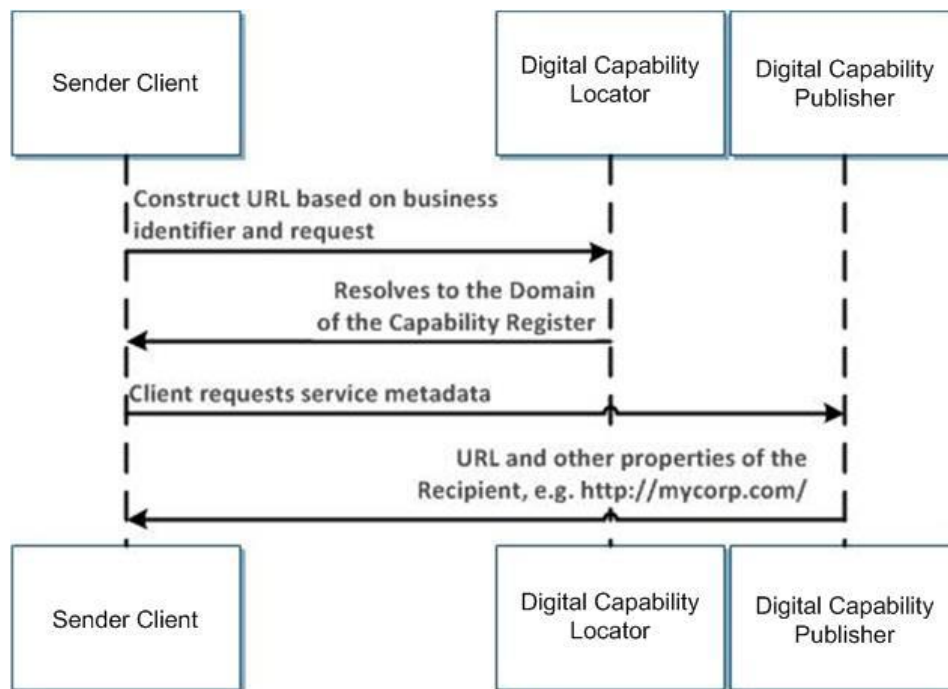 Sender Client
Digital Capability
Locator
Digital Capability
Publisher
Construct URL based on business
identifier and request
Resolves to the Domain
of the Capability Register
Client requests service metadata
URL and other properties of the
Recipient, e.g. http://mycorp.com/
Sender Client
Digital Capability
Locator
Digital Capability
Publisher